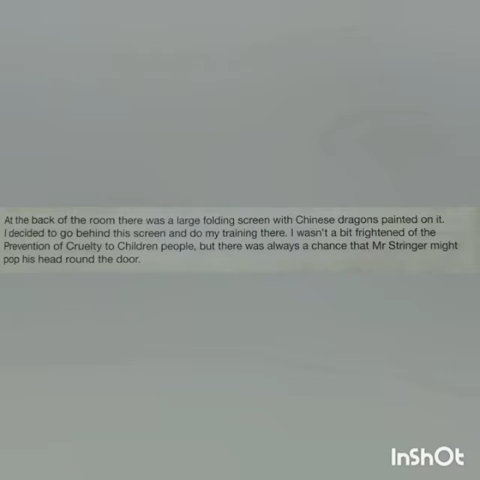 At the back of the room there was a large folding screen with Chinese dragons painted on it.
I decided to go behind this screen and do my training there. I wasn't a bit frightened of the
Prevention of Cruelty to Children people, but there was always a chance that Mr Stringer might
pop his head round the door.
InShOt